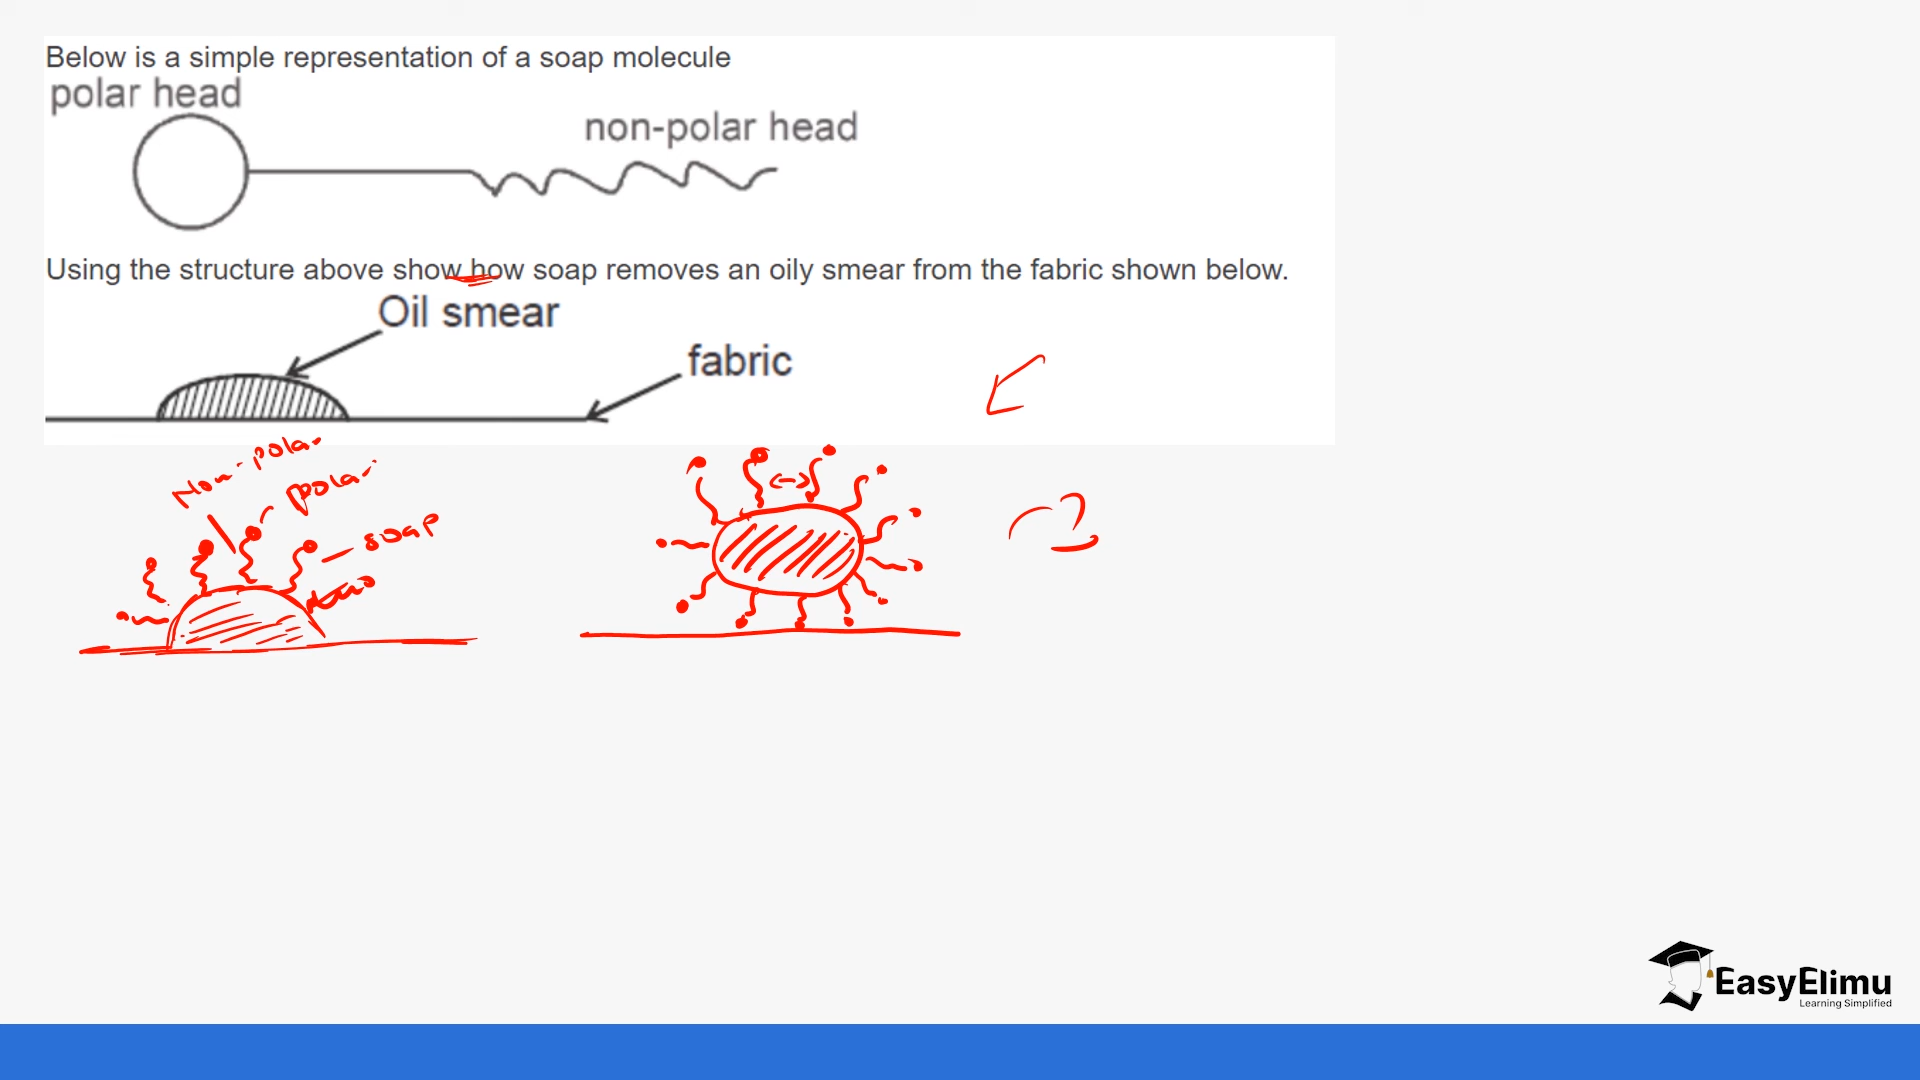 Below is a simple representation of a soap molecule
polar head
non-polar head
Using the structure above show how soap removes an oily smear from the fabric shown below.
Oil smear
fabric
Non-polar
polar
soap
EasyElimu
Learning Simplified